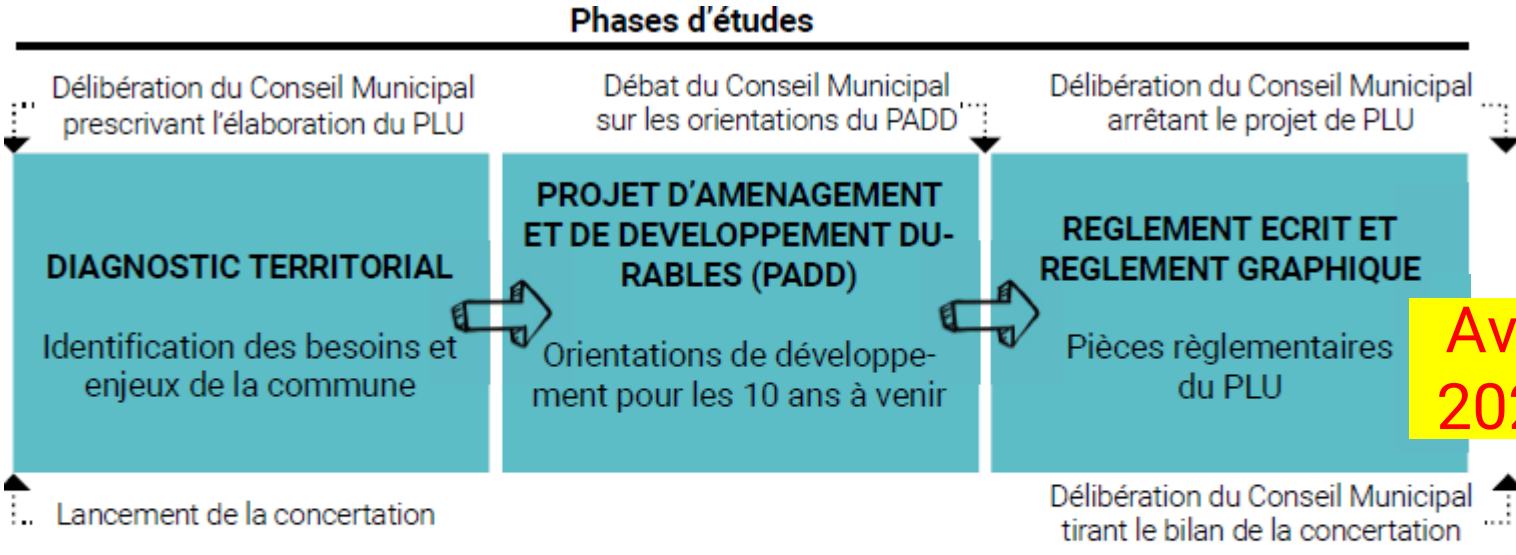 Phases d'études
Délibération du Conseil Municipal
prescrivant l'élaboration du PLU
Débat du Conseil Municipal
sur les orientations du PADD
Délibération du Conseil Municipal
arrêtant le projet de PLU
DIAGNOSTIC TERRITORIAL
Identification des besoins et
enjeux de la commune
PROJET D'AMENAGEMENT
ET DE DEVELOPPEMENT DU-
RABLES (PADD)
Orientations de développe-
ment pour les 10 ans à venir
REGLEMENT ECRIT ET
REGLEMENT GRAPHIQUE
Pièces règlementaires
du PLU
Lancement de la concertation
Délibération du Conseil Municipal
tirant le bilan de la concertation